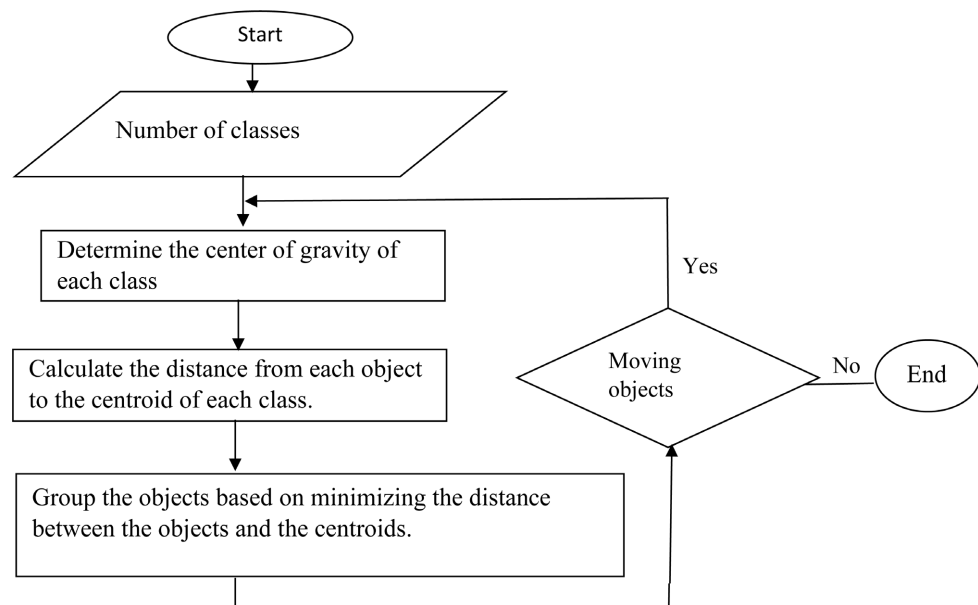 Start
Number of classes
Determine the center of gravity of
each class
Calculate the distance from each object
to the centroid of each class.
Group the objects based on minimizing the distance
between the objects and the centroids.
Moving
objects
Yes
No
End